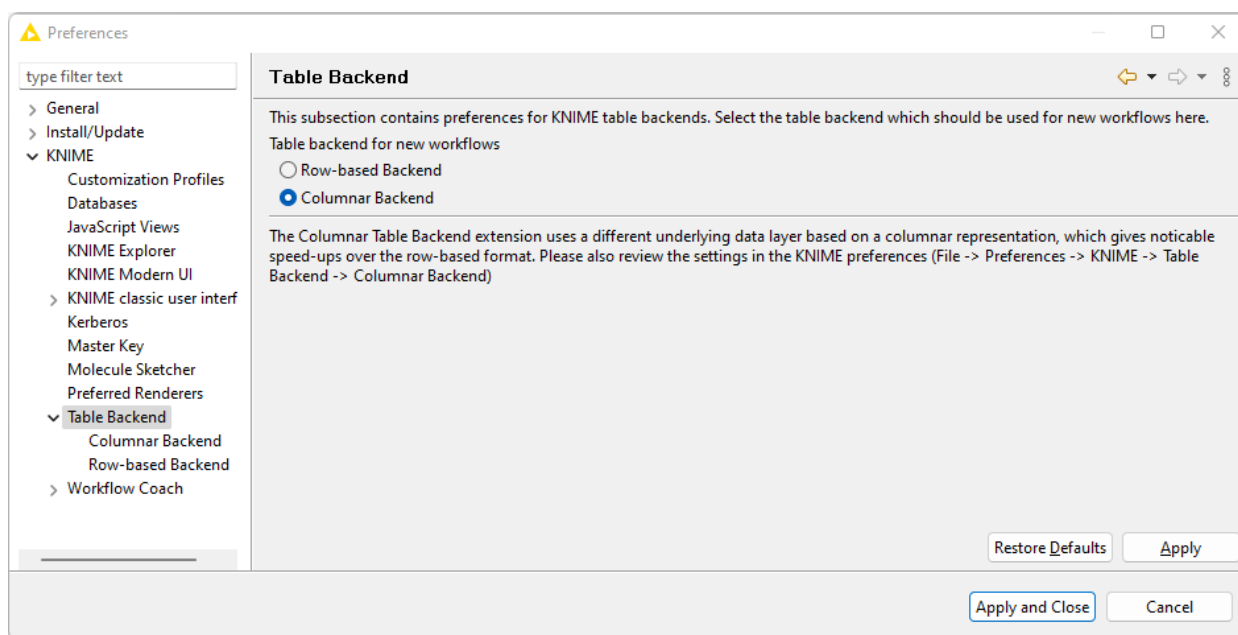 Preferences
type filter text
General
Install/Update
KNIME
Customization Profiles
Databases
JavaScript Views
KNIME Explorer
KNIME Modern UI
KNIME classic user interf
Kerberos
Master Key
Molecule Sketcher
Preferred Renderers
Table Backend
Columnar Backend
Row-based Backend
Workflow Coach
Table Backend
This subsection contains preferences for KNIME table backends. Select the table backend which should be used for new workflows here.
Table backend for new workflows
Row-based Backend
Columnar Backend
The Columnar Table Backend extension uses a different underlying data layer based on a columnar representation, which gives noticable
speed-ups over the row-based format. Please also review the settings in the KNIME preferences (File -> Preferences -> KNIME -> Table
Backend -> Columnar Backend)
Restore Defaults
Apply
Apply and Close
Cancel